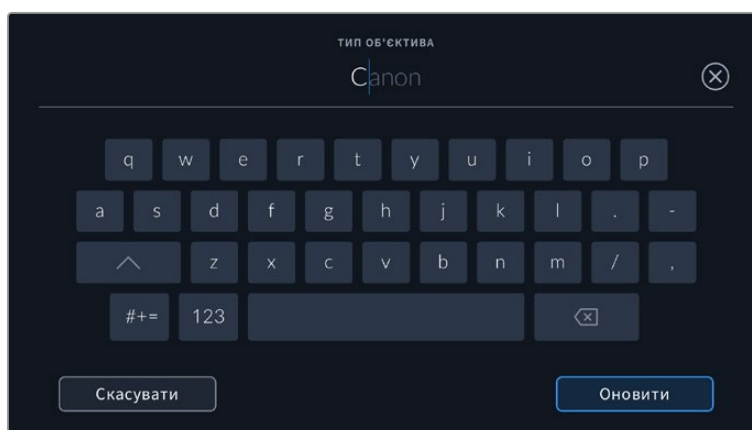 ТИП ОБ'ЄКТИВА
Canon
q w e r t y u i o p
a s d f g h j k l . -
z x c v b n m / ,
#+= 123
Скасувати Оновити